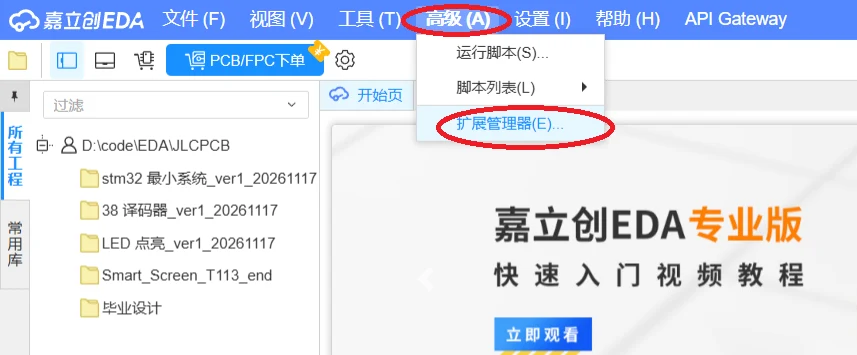 嘉立创EDA 文件 (F) 视图 (V) 工具 (T) 高级 (A) 设置 (I) 帮助 (H) API Gateway
PCB/FPC下单
运行脚本(S)...
脚本列表(L)
扩展管理器(E)...
过滤
开始页
所有工程
常用库
D:\code\EDA\JLCPCB
stm32 最小系统_ver1_20261117
38 译码器_ver1_20261117
LED 点亮_ver1_20261117
Smart_Screen_T113_end
毕业设计
嘉立创EDA专业版
快速入门视频教程
立即观看